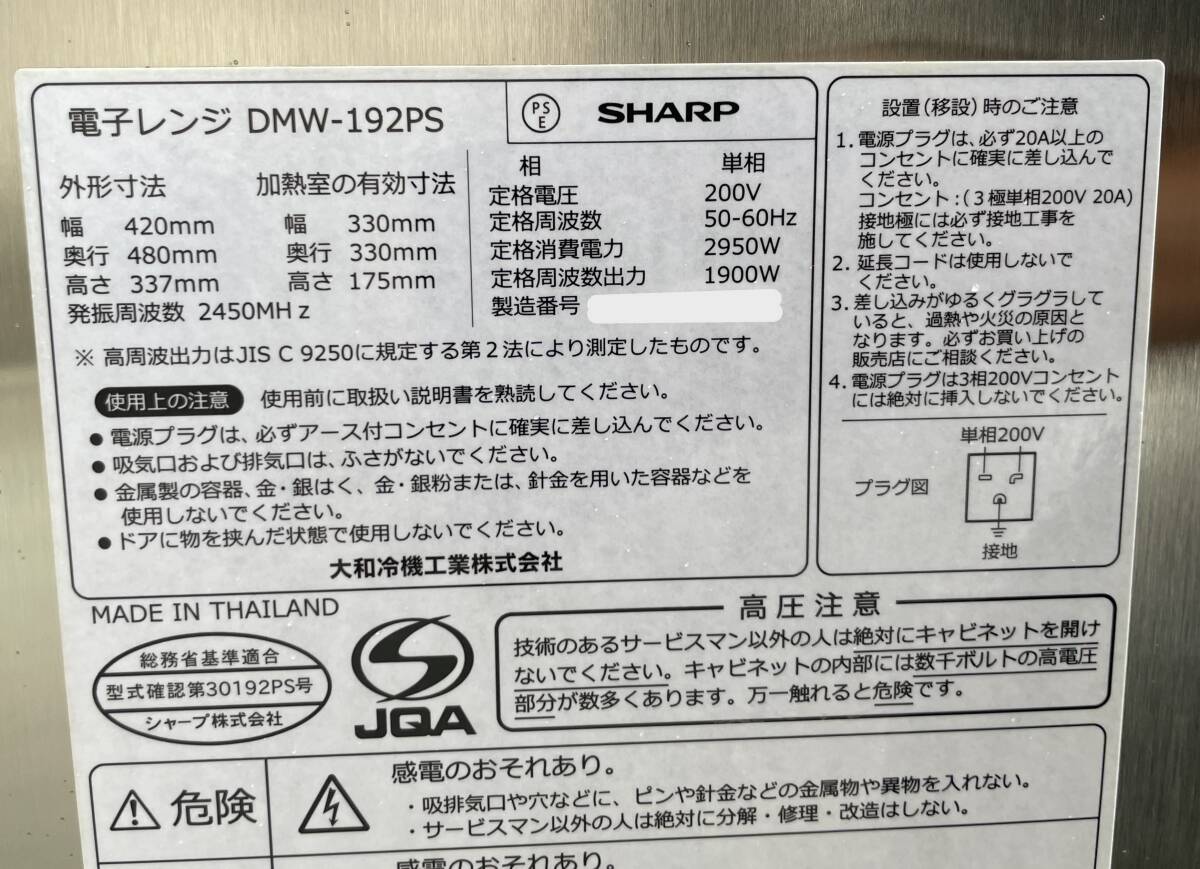 電子レンジ DMW-192PS
PSE
SHARP
外形寸法
幅 420mm
奥行 480mm
高さ 337mm
発振周波数 2450MHz
加熱室の有効寸法
幅 330mm
奥行 330mm
高さ 175mm
相 単相
定格電圧 200V
定格周波数 50-60Hz
定格消費電力 2950W
定格周波数出力 1900W
製造番号
※ 高周波出力はJIS C 9250に規定する第2法により測定したものです。
使用上の注意 使用前に取扱い説明書を熟読してください。
● 電源プラグは、必ずアース付コンセントに確実に差し込んでください。
● 吸気口および排気口は、ふさがないでください。
● 金属製の容器、金・銀はく、金・銀粉または、針金を用いた容器などを
使用しないでください。
● ドアに物を挟んだ状態で使用しないでください。
大和冷機工業株式会社
設置(移設)時のご注意
1. 電源プラグは、必ず20A以上の
コンセントに確実に差し込んで
ください。
コンセント:(3極単相200V 20A)
接地極には必ず接地工事を
施してください。
2. 延長コードは使用しないで
ください。
3. 差し込みがゆるくグラグラして
いると、過熱や火災の原因と
なります。必ずお買い上げの
販売店にご相談ください。
4. 電源プラグは3相200Vコンセント
には絶対に挿入しないでください。
単相200V
プラグ図
接地
MADE IN THAILAND
総務省基準適合
型式確認第30192PS号
シャープ株式会社
JQA
高圧注意
技術のあるサービスマン以外の人は絶対にキャビネットを開け
ないでください。キャビネットの内部には数千ボルトの高電圧
部分が数多くあります。万一触れると危険です。
危険
感電のおそれあり。
・吸排気口や穴などに、ピンや針金などの金属物や異物を入れない。
・サービスマン以外の人は絶対に分解・修理・改造はしない。
感電のおそれあり。